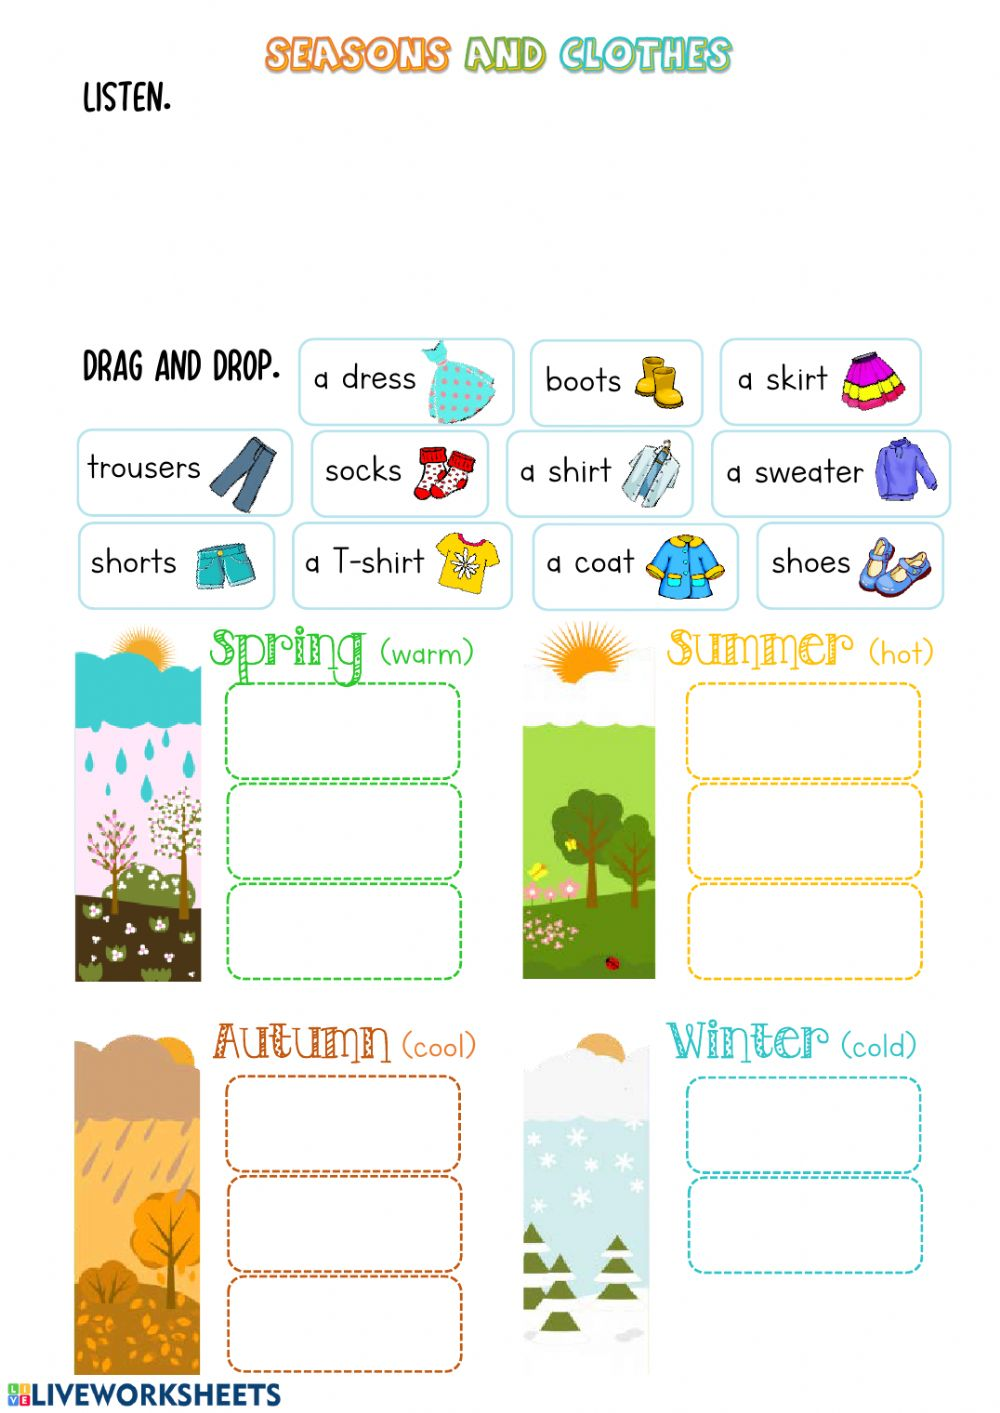 SEASONS AND CLOTHES
LISTEN.
DRAG AND DROP.
a dress
boots
a skirt
trousers
socks
a shirt
a sweater
shorts
a T-shirt
a coat
shoes
Spring (warm)
Summer (hot)
Autumn (cool)
Winter (cold)
LIVE LIVEWORKSHEETS